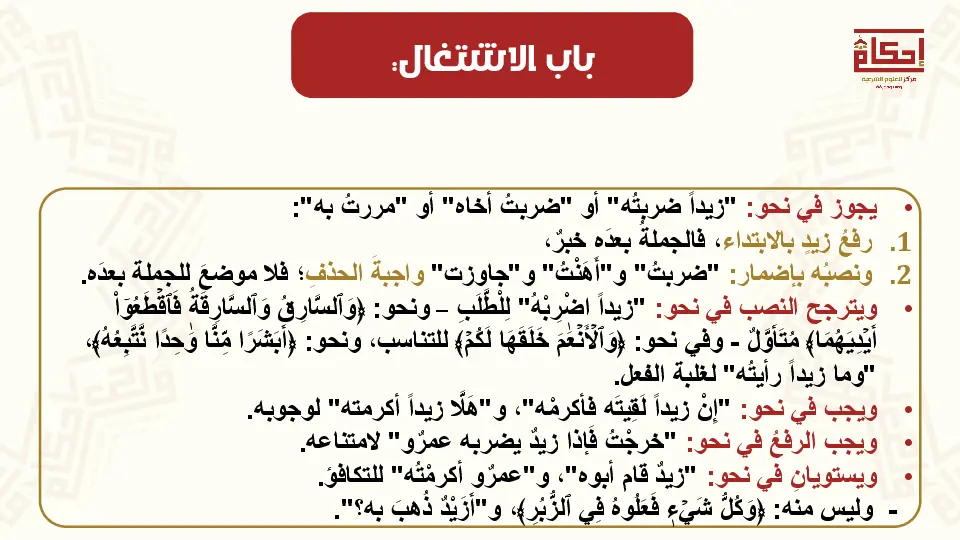 باب الاشتغال:
إحكام
مركز للعلوم الشرعية
• يجوز في نحو: "زيداً ضربتُه" أو "ضربتُ أخاه" أو "مررتُ به":
1. رفعُ زيدٍ بالابتداء، فالجملةُ بعدَه خبرٌ،
2. ونصبُه بإضمار: "ضربتُ" و"أَهَنْتُ" و"جاوزت" واجبةَ الحذفِ؛ فلا موضعَ للجملة بعدَه.
• ويترجح النصب في نحو: "زيداً اضْرِبْهُ" لِلْطَّلَبِ – ونحو: ﴿وَٱلسَّارِقُ وَٱلسَّارِقَةُ فَٱقۡطَعُوٓاْ
أَيۡدِيَهُمَا﴾ مُتَأَوَّلٌ - وفي نحو: ﴿وَٱلۡأَنۡعَٰمَ خَلَقَهَا لَكُمۡ﴾ للتناسب، ونحو: ﴿أَبَشَرٗا مِّنَّا وَٰحِدٗا نَّتَّبِعُهُۥٓ﴾،
"وما زيداً رأيتُه" لغلبة الفعل.
• ويجب في نحو: "إِنْ زيداً لَقِيتَه فأكرمْه"، و"هَلَّا زيداً أكرمته" لوجوبه.
• ويجب الرفعُ في نحو: "خرجْتُ فَإذا زيدٌ يضربه عمرٌو" لامتناعه.
• ويستويانِ في نحو: "زيدٌ قام أبوه"، و"عمرٌو أكرمْتُه" للتكافؤ.
- وليس منه: ﴿وَكُلُّ شَيۡءٖ فَعَلُوهُ فِي ٱلزُّبُرِ﴾، و"أَزَيْدٌ ذُهبَ به؟".